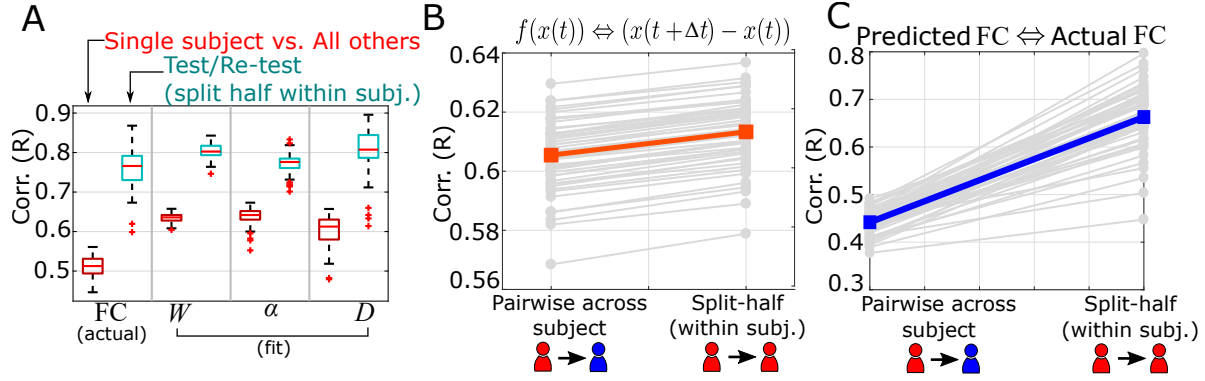 A
Single subject vs. All others
Test/Re-test
(split half within subj.)
Corr. (R)
0.9
0.8
0.7
0.6
0.5
FC
(actual)
W
α
D
(fit)
B
f(x(t)) ⇔ (x(t+Δt) − x(t))
Corr. (R)
0.64
0.62
0.6
0.58
0.56
Pairwise across
subject
Split-half
(within subj.)
C
Predicted FC ⇔ Actual FC
Corr. (R)
0.8
0.7
0.6
0.5
0.4
0.3
Pairwise across
subject
Split-half
(within subj.)